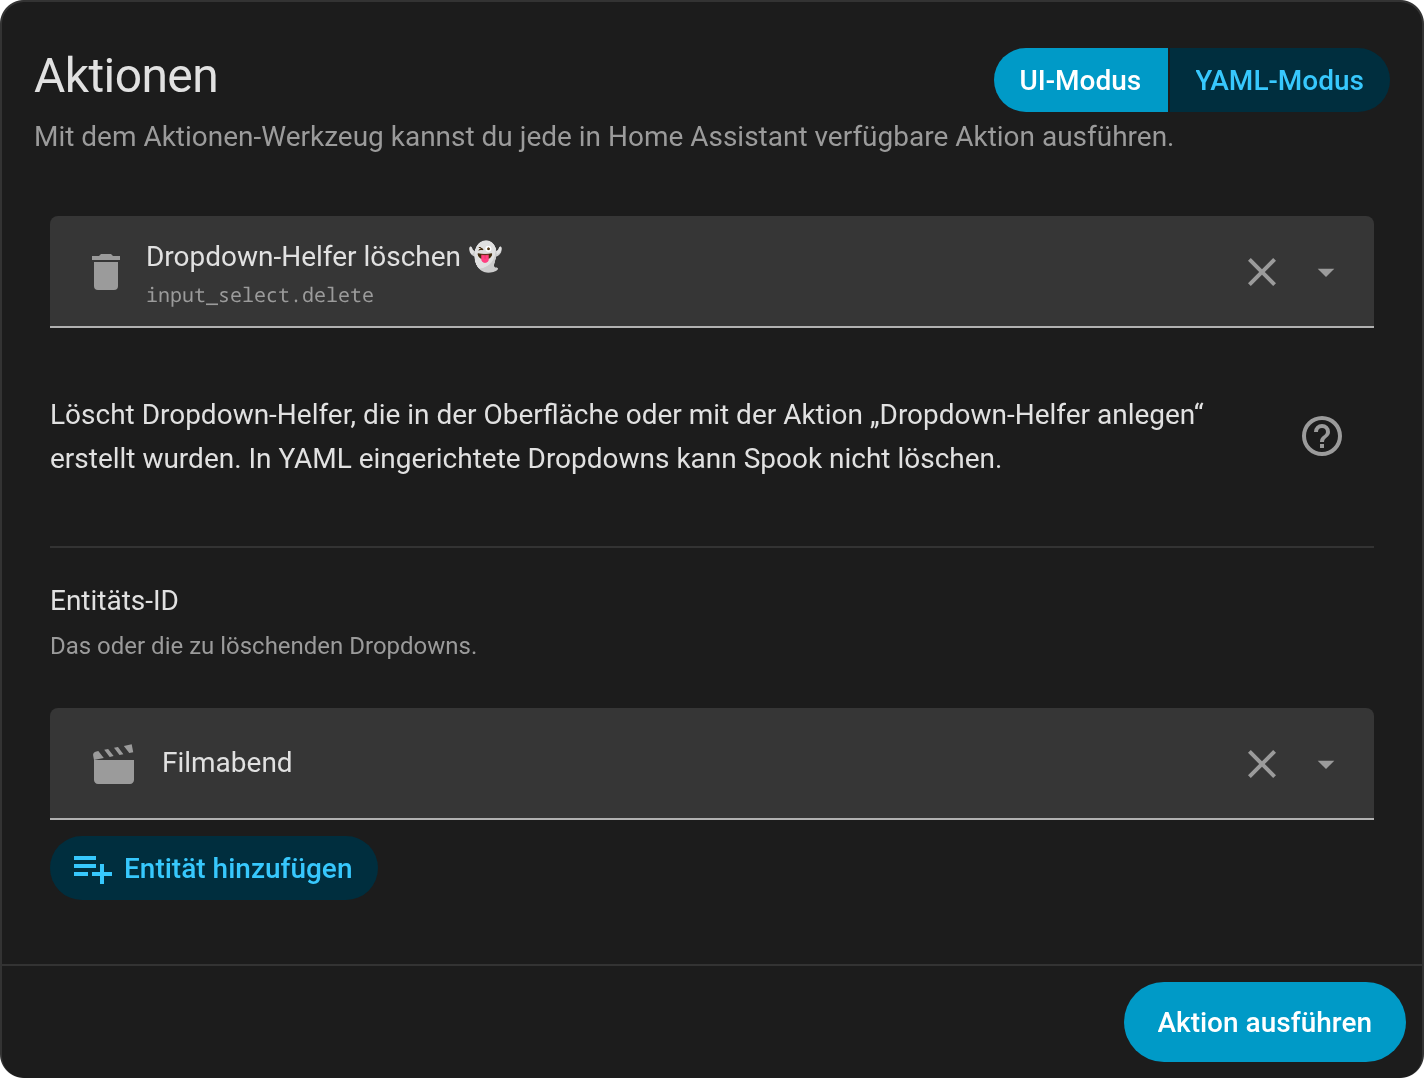 Aktionen
UI-Modus
YAML-Modus
Mit dem Aktionen-Werkzeug kannst du jede in Home Assistant verfügbare Aktion ausführen.
Dropdown-Helfer löschen 👻
input_select.delete
Löscht Dropdown-Helfer, die in der Oberfläche oder mit der Aktion „Dropdown-Helfer anlegen“
erstellt wurden. In YAML eingerichtete Dropdowns kann Spook nicht löschen.
Entitäts-ID
Das oder die zu löschenden Dropdowns.
Filmabend
Entität hinzufügen
Aktion ausführen